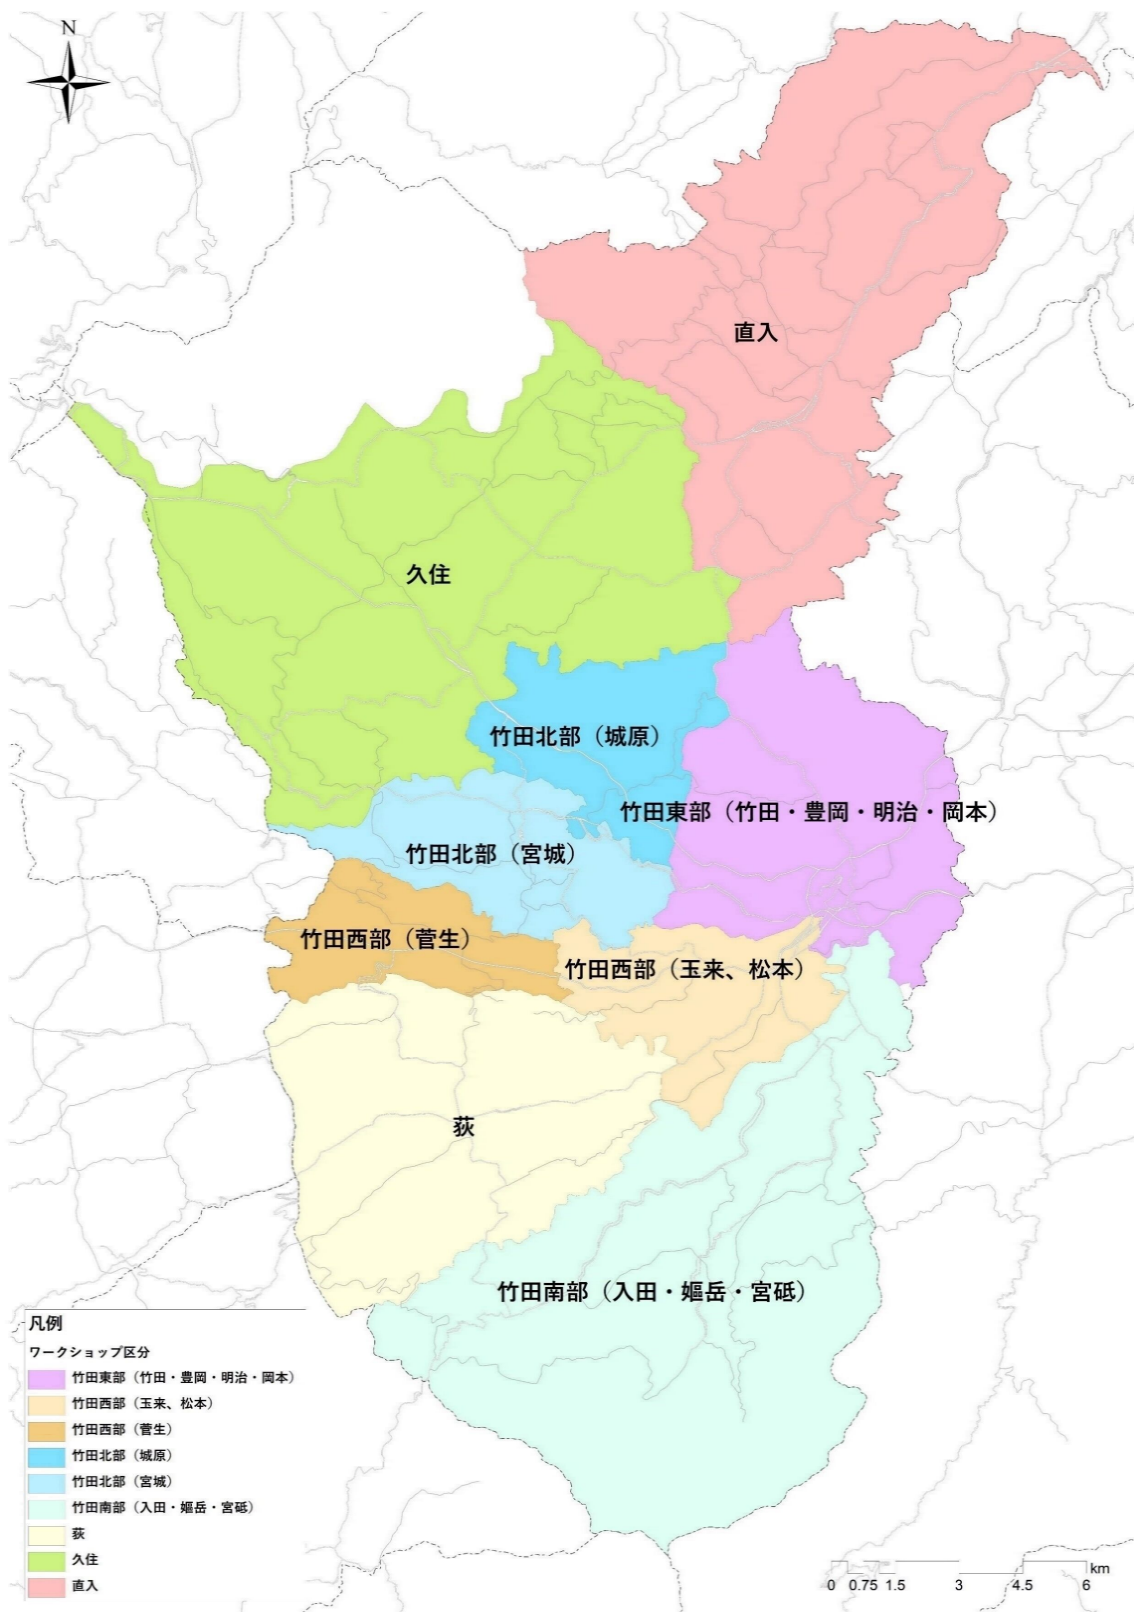 N
直入
久住
竹田北部（城原）
竹田東部（竹田・豊岡・明治・岡本）
竹田北部（宮城）
竹田西部（菅生）
竹田西部（玉来、松本）
荻
竹田南部（入田・嫗岳・宮砥）
凡例
ワークショップ区分
竹田東部（竹田・豊岡・明治・岡本）
竹田西部（玉来、松本）
竹田西部（菅生）
竹田北部（城原）
竹田北部（宮城）
竹田南部（入田・嫗岳・宮砥）
荻
久住
直入
km
0 0.75 1.5 3 4.5 6